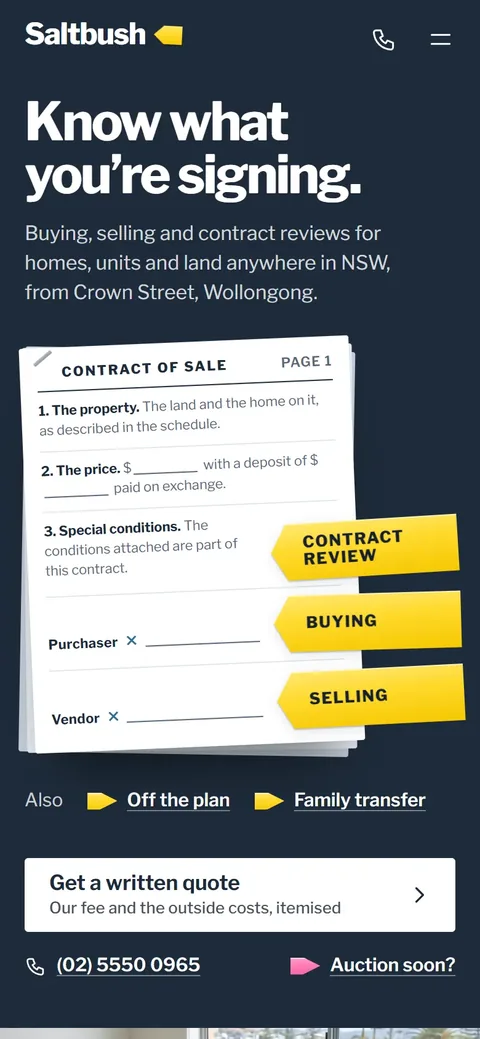 Saltbush
Know what
you're signing.
Buying, selling and contract reviews for
homes, units and land anywhere in NSW,
from Crown Street, Wollongong.
CONTRACT OF SALE PAGE 1
1. The property. The land and the home on it,
as described in the schedule.
2. The price. $__________ with a deposit of $
__________ paid on exchange.
3. Special conditions. The
conditions attached are part of
this contract.
CONTRACT
REVIEW
BUYING
Purchaser ✕ __________
SELLING
Vendor ✕ __________
Also Off the plan Family transfer
Get a written quote
Our fee and the outside costs, itemised
(02) 5550 0965 Auction soon?